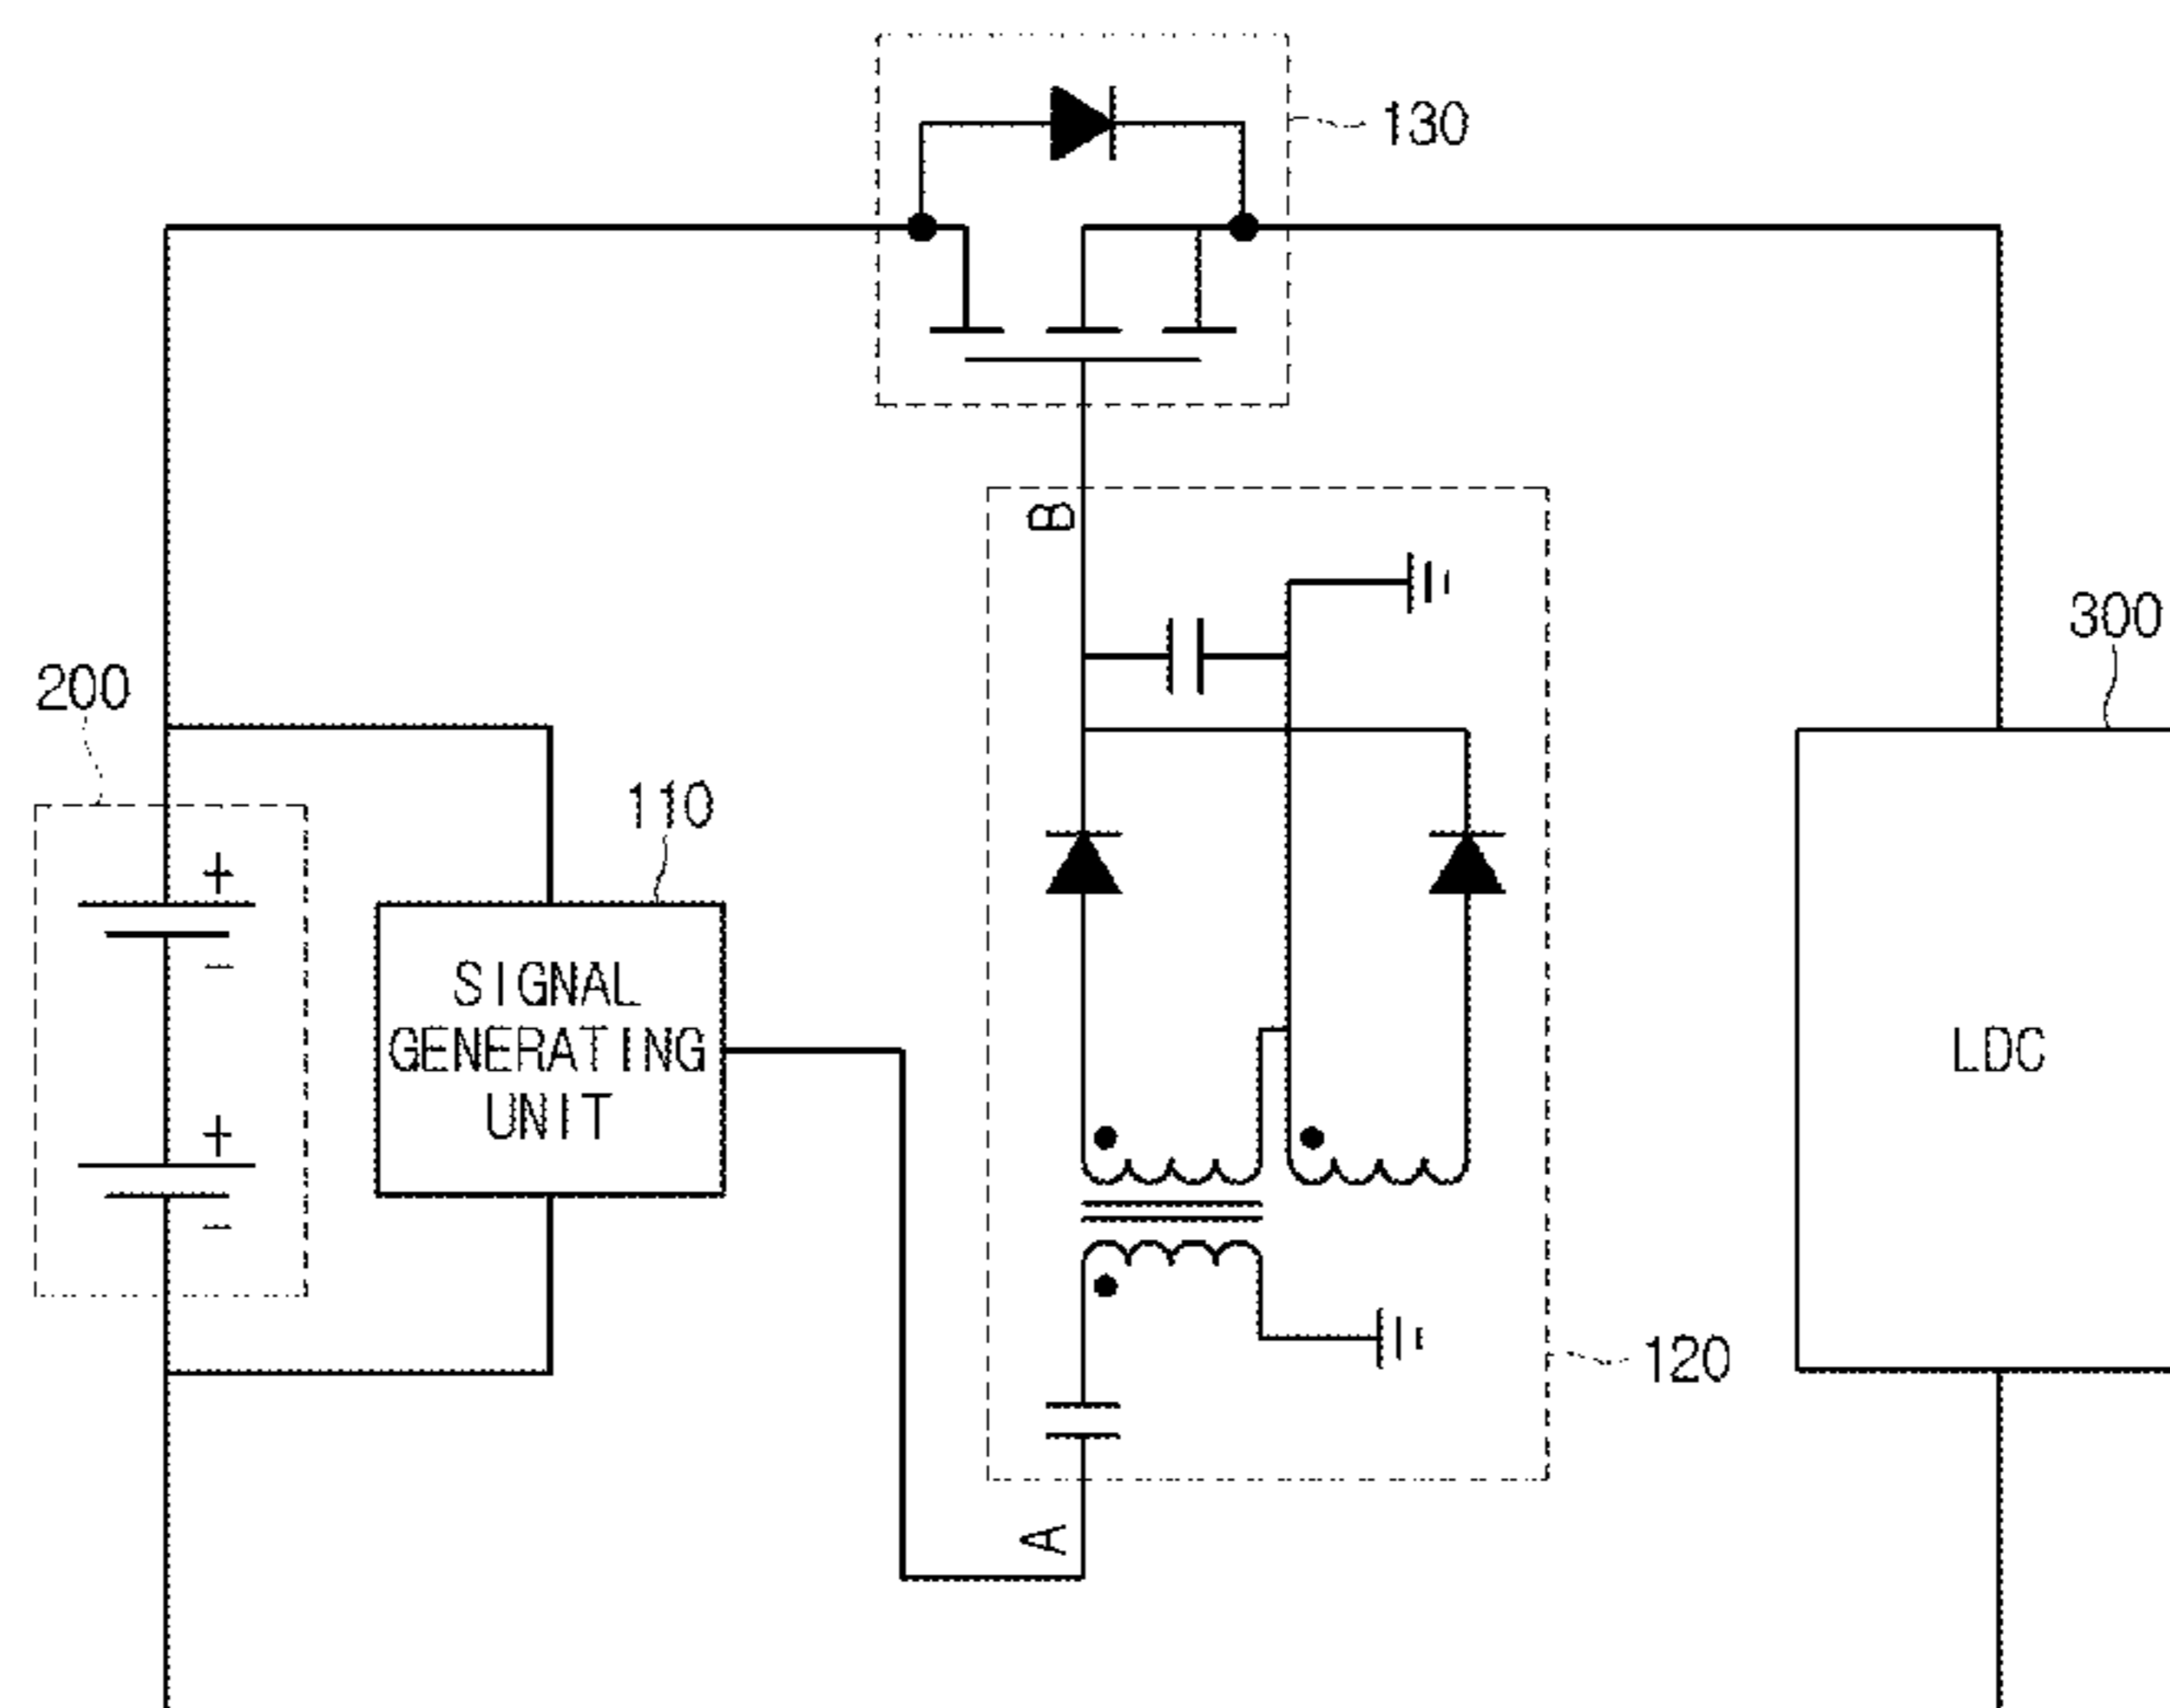 130
B
300
200
110
+
-
SIGNAL
GENERATING
UNIT
LDC
+
-
120
A